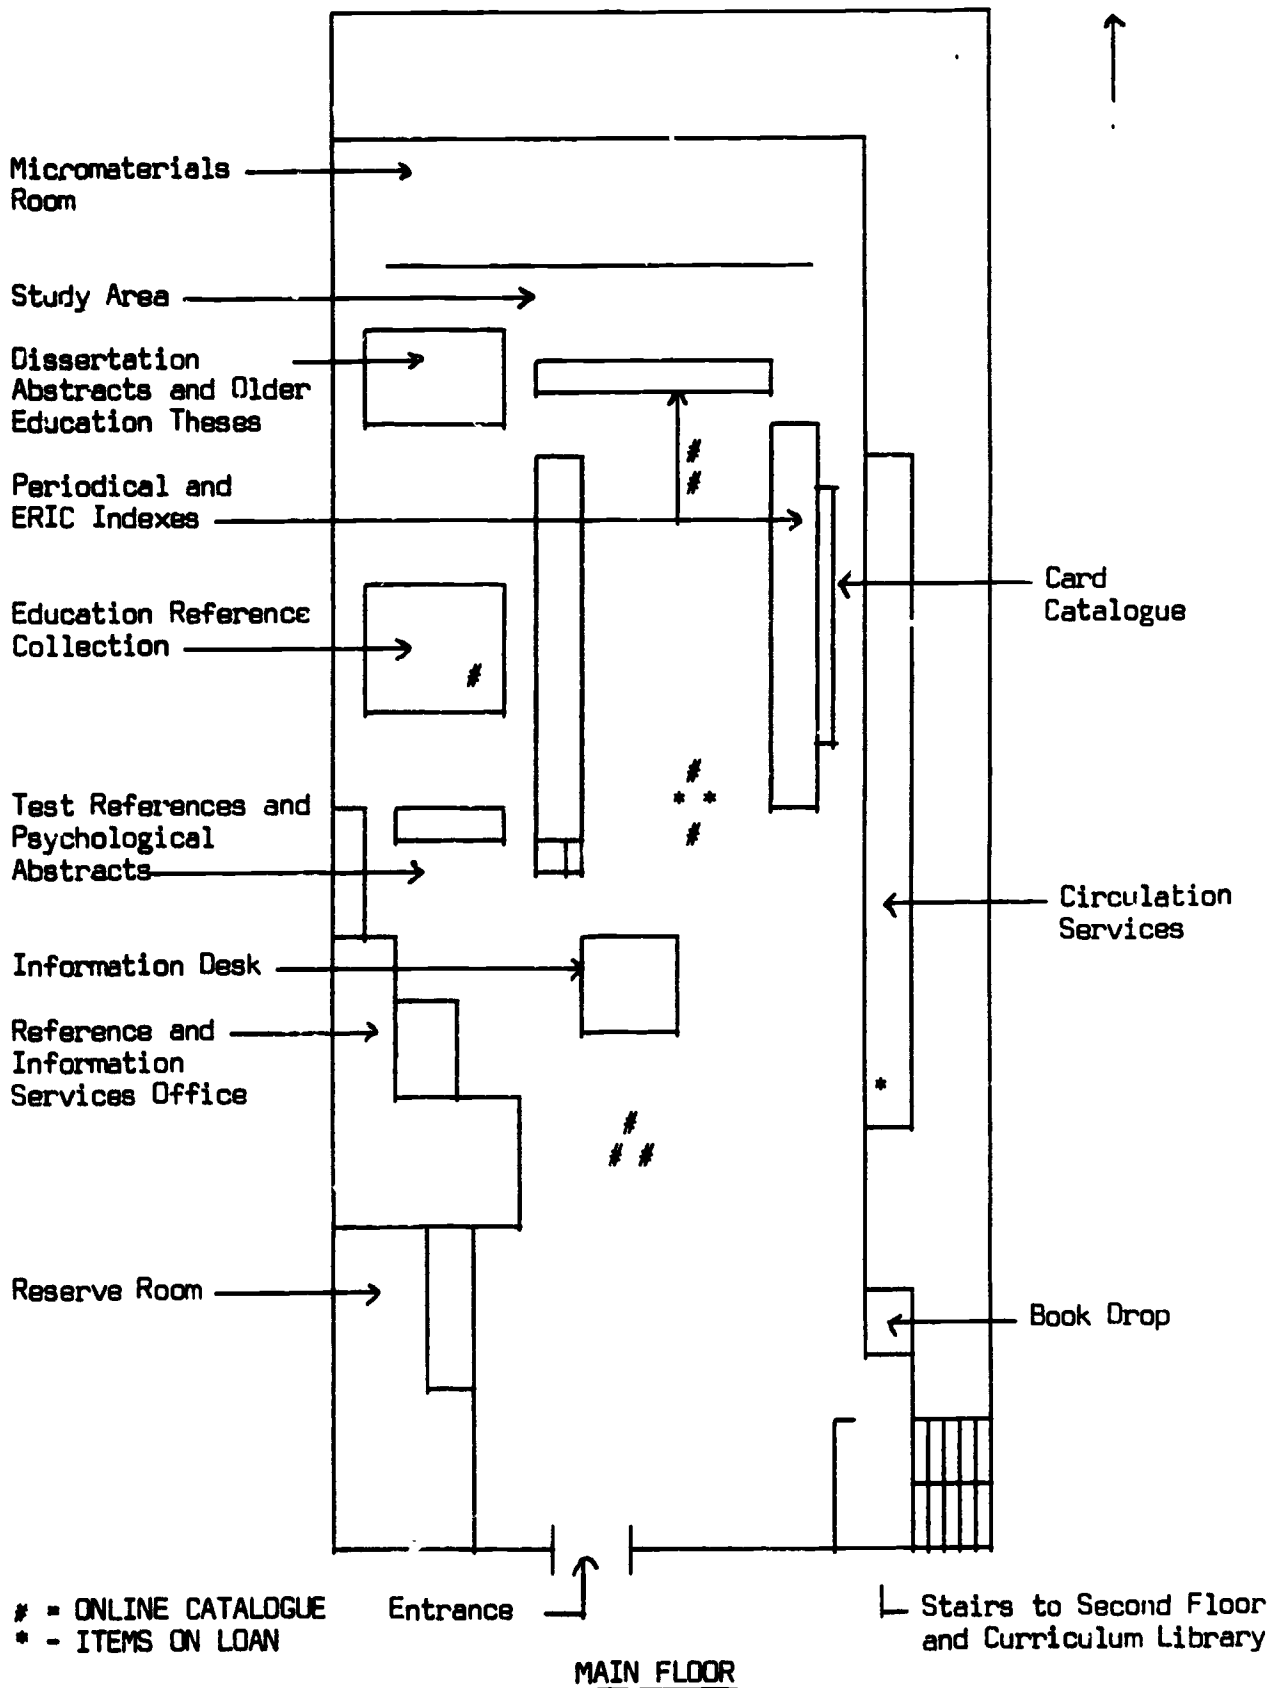 Micromaterials
Room
Study Area
Dissertation
Abstracts and Older
Education Theses
#
#
Periodical and
ERIC Indexes
Card
Catalogue
Education Reference
Collection
#
#
* *
#
Test References and
Psychological
Abstracts
Circulation
Services
Information Desk
Reference and
Information
Services Office
*
#
# #
Reserve Room
Book Drop
# = ONLINE CATALOGUE
* - ITEMS ON LOAN
Entrance
Stairs to Second Floor
and Curriculum Library
MAIN FLOOR